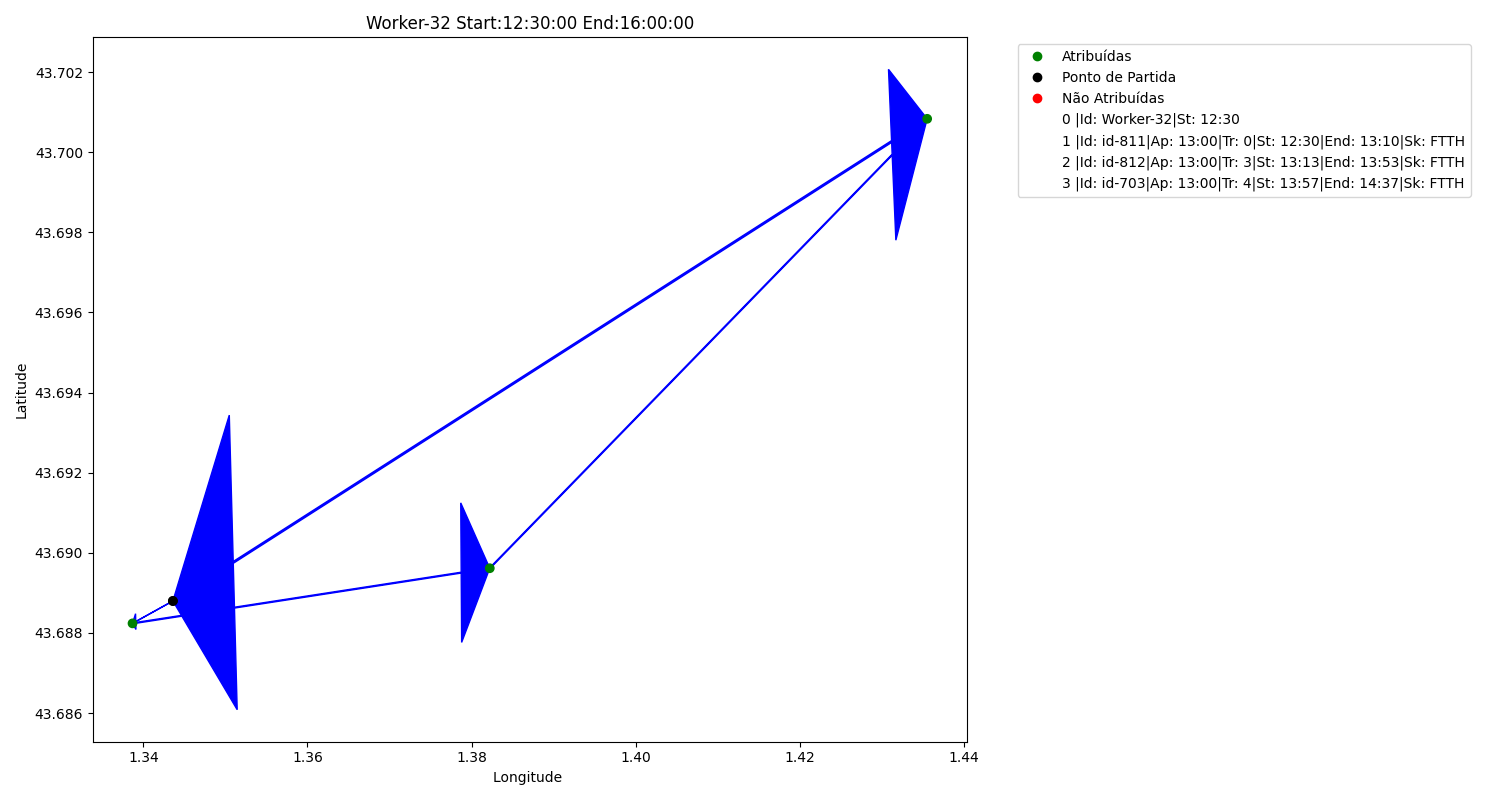 Worker-32 Start:12:30:00 End:16:00:00
43.702
43.700
43.698
43.696
43.694
43.692
43.690
43.688
43.686
Latitude
1.34
1.36
1.38
1.40
1.42
1.44
Longitude
Atribuídas
Ponto de Partida
Não Atribuídas
0 |Id: Worker-32|St: 12:30
1 |Id: id-811|Ap: 13:00|Tr: 0|St: 12:30|End: 13:10|Sk: FTTH
2 |Id: id-812|Ap: 13:00|Tr: 3|St: 13:13|End: 13:53|Sk: FTTH
3 |Id: id-703|Ap: 13:00|Tr: 4|St: 13:57|End: 14:37|Sk: FTTH